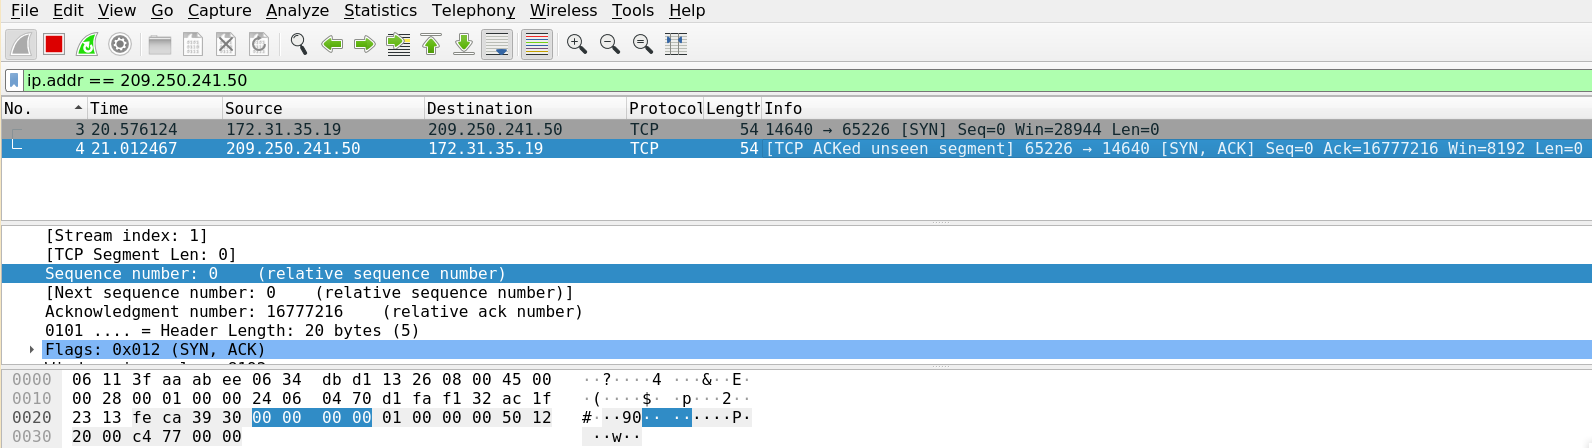 File Edit View Go Capture Analyze Statistics Telephony Wireless Tools Help
ip.addr == 209.250.241.50
No. Time Source Destination Protocol Length Info
3 20.576124 172.31.35.19 209.250.241.50 TCP 54 14640 → 65226 [SYN] Seq=0 Win=28944 Len=0
4 21.012467 209.250.241.50 172.31.35.19 TCP 54 [TCP ACKed unseen segment] 65226 → 14640 [SYN, ACK] Seq=0 Ack=16777216 Win=8192 Len=0
[Stream index: 1]
[TCP Segment Len: 0]
Sequence number: 0    (relative sequence number)
[Next sequence number: 0    (relative sequence number)]
Acknowledgment number: 16777216    (relative ack number)
0101 .... = Header Length: 20 bytes (5)
Flags: 0x012 (SYN, ACK)
0000 06 11 3f aa ab ee 06 34 db d1 13 26 08 00 45 00 ··?····4 ···&··E·
0010 00 28 00 01 00 00 24 06 04 70 d1 fa f1 32 ac 1f ·(····$· ·p···2··
0020 23 13 fe ca 39 30 00 00 00 00 01 00 00 00 50 12 #···90·· ······P·
0030 20 00 c4 77 00 00 ··w··